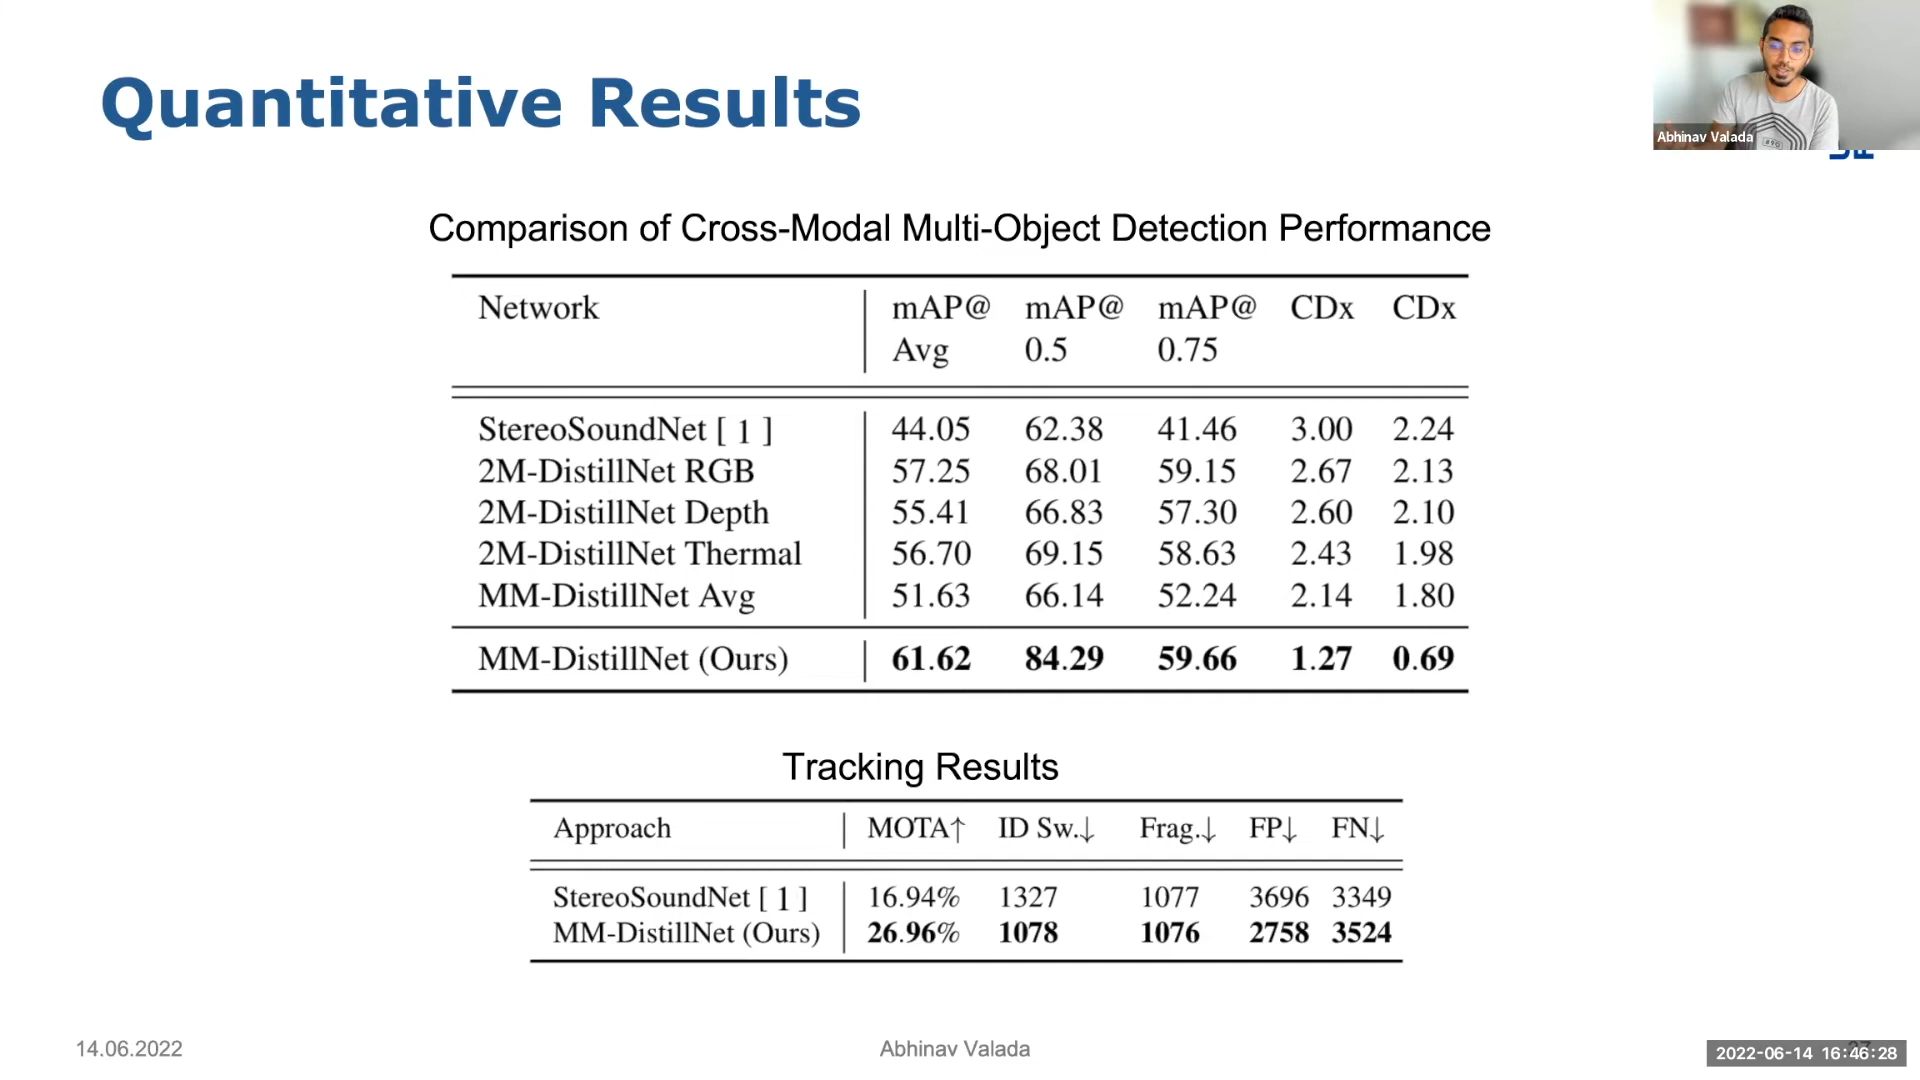 Quantitative Results
Abhinav Valada
Comparison of Cross-Modal Multi-Object Detection Performance
Network mAP@ mAP@ mAP@ CDx CDx
Avg 0.5 0.75
StereoSoundNet [ 1 ] 44.05 62.38 41.46 3.00 2.24
2M-DistillNet RGB 57.25 68.01 59.15 2.67 2.13
2M-DistillNet Depth 55.41 66.83 57.30 2.60 2.10
2M-DistillNet Thermal 56.70 69.15 58.63 2.43 1.98
MM-DistillNet Avg 51.63 66.14 52.24 2.14 1.80
MM-DistillNet (Ours) 61.62 84.29 59.66 1.27 0.69
Tracking Results
Approach MOTA↑ ID Sw.↓ Frag.↓ FP↓ FN↓
StereoSoundNet [ 1 ] 16.94% 1327 1077 3696 3349
MM-DistillNet (Ours) 26.96% 1078 1076 2758 3524
14.06.2022 Abhinav Valada
2022-06-14 16:46:28